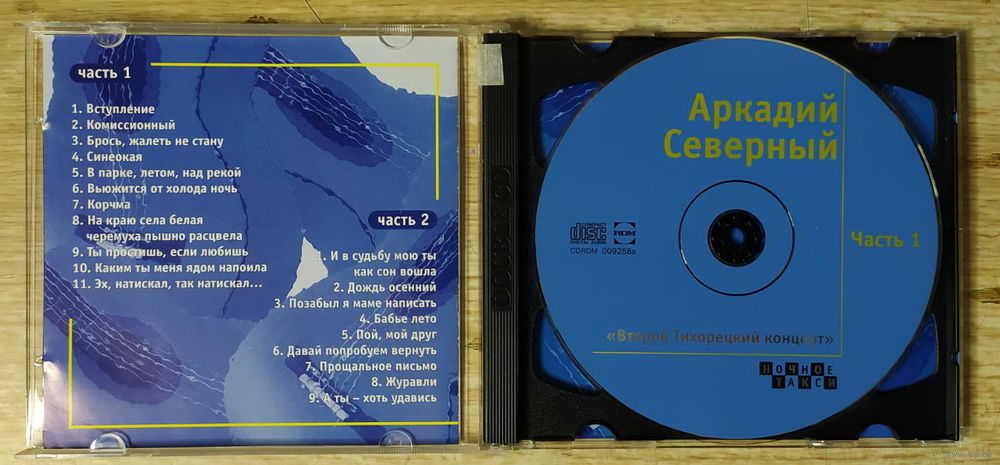 часть 1
1. Вступление
2. Комиссионный
3. Брось, жалеть не стану
4. Синеокая
5. В парке, летом, над рекой
6. Вьюжится от холода ночь
7. Корчма
8. На краю села белая
черемуха пышно расцвела
9. Ты простишь, если любишь
10. Каким ты меня ядом напоила
11. Эх, натискал, так натискал...
часть 2
1. И в судьбу мою ты
как сон вошла
2. Дождь осенний
3. Позабыл я маме написать
4. Бабье лето
5. Пой, мой друг
6. Давай попробуем вернуть
7. Прощальное письмо
8. Журавли
9. А ты – хоть удавись
Аркадий
Северный
COMPACT
disc
DIGITAL AUDIO
RDM
CDRDM 009258a
Часть 1
«Второй Тихорецкий концерт»
НОЧНОЕ
ТАКСИ